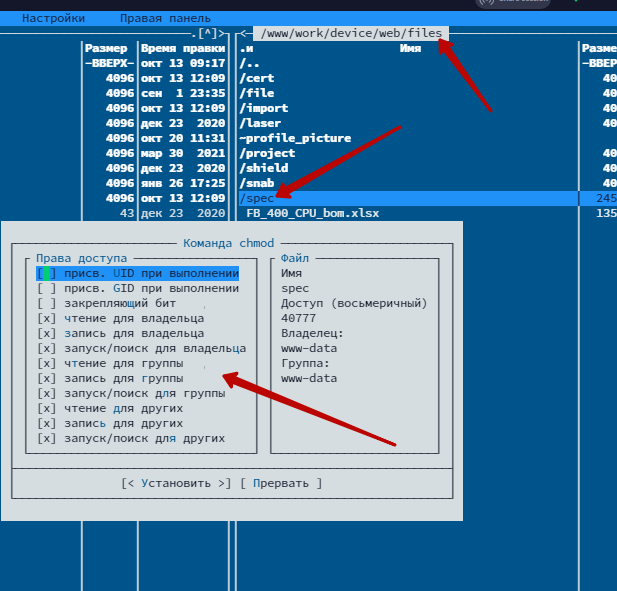 Настройки Правая панель
.[^]> <- /www/work/device/web/files
Размер Время правки .и Имя Разме
-ВВЕРХ- окт 13 09:17 /.. -ВВЕР
4096 окт 13 12:09 /cert 40
4096 сен 1 23:35 /file 40
4096 окт 13 12:09 /import 40
4096 дек 23 2020 /laser 40
4096 окт 20 11:31 ~profile_picture
4096 мар 30 2021 /project 40
4096 дек 23 2020 /shield 40
4096 янв 26 17:25 /snab 40
4096 окт 13 12:09 /spec 245
43 дек 23 2020 FB_400_CPU_bom.xlsx 135
Команда chmod
Права доступа Файл
[ ] присв. UID при выполнении Имя
[ ] присв. GID при выполнении spec
[ ] закрепляющий бит Доступ (восьмеричный)
[x] чтение для владельца 40777
[x] запись для владельца Владелец:
[x] запуск/поиск для владельца www-data
[x] чтение для группы Группа:
[x] запись для группы www-data
[x] запуск/поиск для группы
[x] чтение для других
[x] запись для других
[x] запуск/поиск для других
[< Установить >] [ Прервать ]